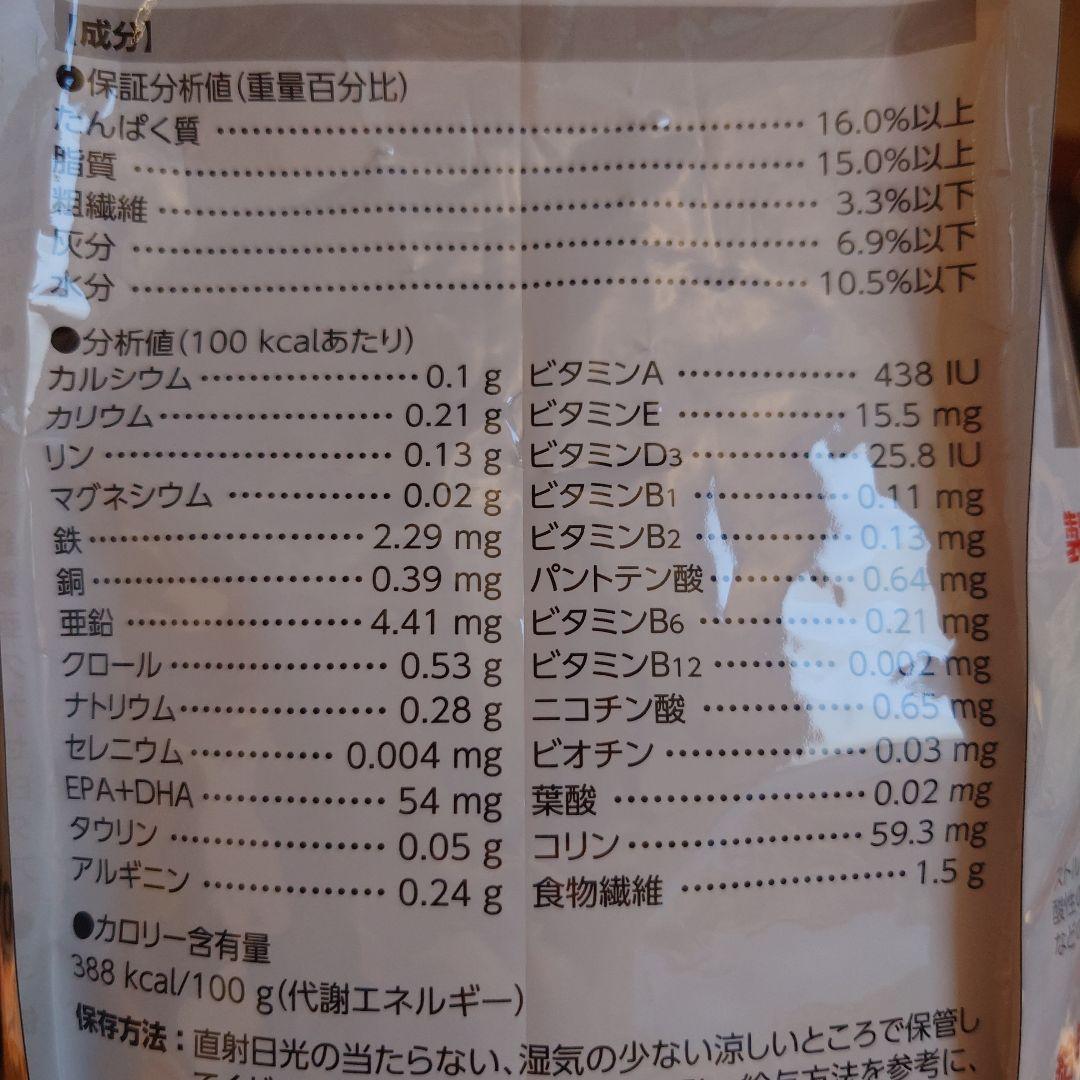 【成分】
●保証分析値(重量百分比)
たんぱく質 16.0%以上
脂質 15.0%以上
粗繊維 3.3%以下
灰分 6.9%以下
水分 10.5%以下
●分析値(100 kcalあたり)
カルシウム 0.1 g
カリウム 0.21 g
リン 0.13 g
マグネシウム 0.02 g
鉄 2.29 mg
銅 0.39 mg
亜鉛 4.41 mg
クロール 0.53 g
ナトリウム 0.28 g
セレニウム 0.004 mg
EPA+DHA 54 mg
タウリン 0.05 g
アルギニン 0.24 g
ビタミンA 438 IU
ビタミンE 15.5 mg
ビタミンD3 25.8 IU
ビタミンB1 0.11 mg
ビタミンB2 0.13 mg
パントテン酸 0.64 mg
ビタミンB6 0.21 mg
ビタミンB12 0.002 mg
ニコチン酸 0.65 mg
ビオチン 0.03 mg
葉酸 0.02 mg
コリン 59.3 mg
食物繊維 1.5 g
●カロリー含有量
388 kcal/100 g(代謝エネルギー)
保存方法：直射日光の当たらない、湿気の少ない涼しいところで保管し
給与方法を参考に、